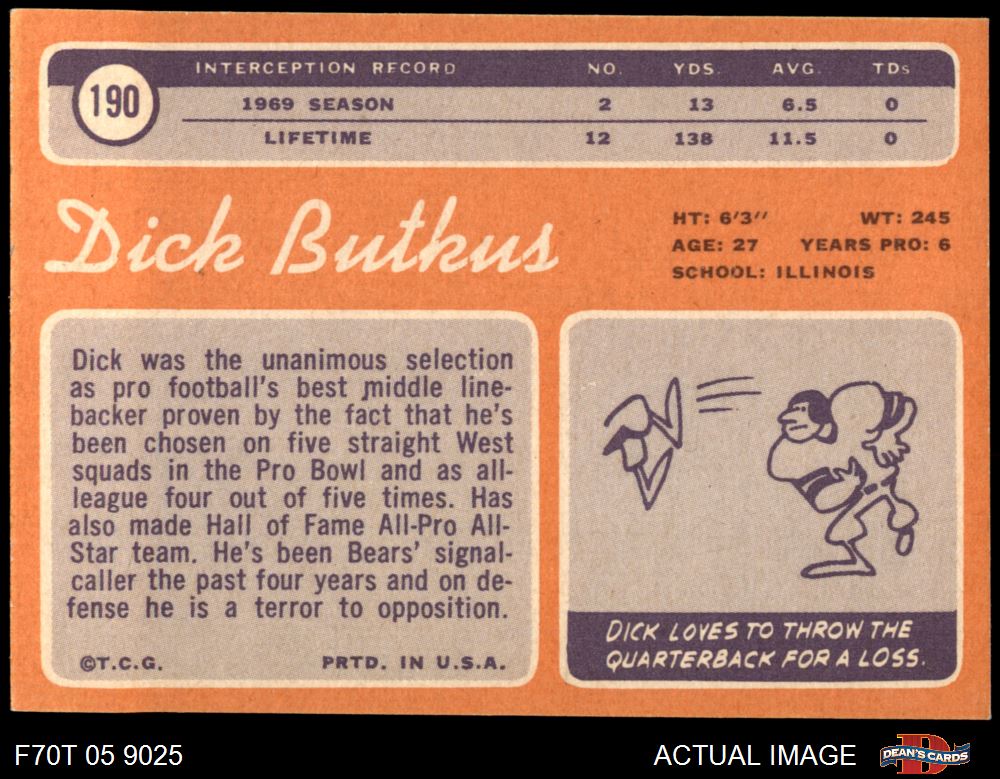 190
INTERCEPTION RECORD NO. YDS. AVG. TDs
1969 SEASON 2 13 6.5 0
LIFETIME 12 138 11.5 0
Dick Butkus
HT: 6'3" WT: 245
AGE: 27 YEARS PRO: 6
SCHOOL: ILLINOIS
Dick was the unanimous selection
as pro football's best middle line-
backer proven by the fact that he's
been chosen on five straight West
squads in the Pro Bowl and as all-
league four out of five times. Has
also made Hall of Fame All-Pro All-
Star team. He's been Bears' signal-
caller the past four years and on de-
fense he is a terror to opposition.
©T.C.G. PRTD. IN U.S.A.
DICK LOVES TO THROW THE
QUARTERBACK FOR A LOSS.
F70T 05 9025
ACTUAL IMAGE
DEAN'S CARDS